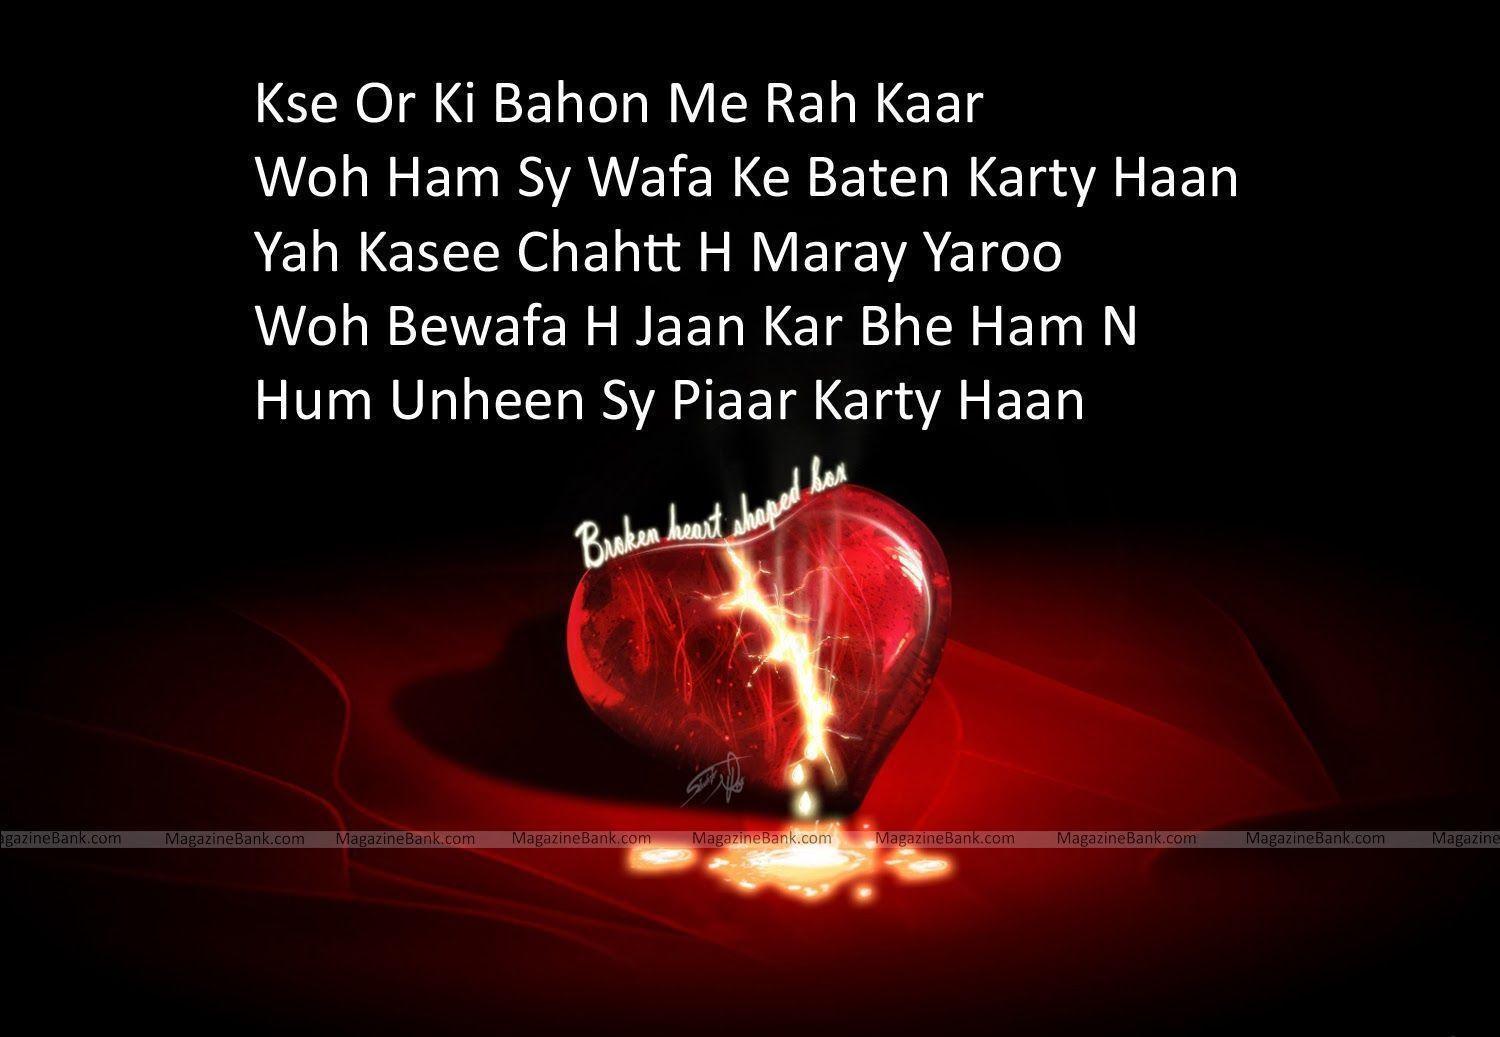 Kse Or Ki Bahon Me Rah Kaar
Woh Ham Sy Wafa Ke Baten Karty Haan
Yah Kasee Chahtt H Maray Yaroo
Woh Bewafa H Jaan Kar Bhe Ham N
Hum Unheen Sy Piaar Karty Haan
Broken heart shaped box
agazineBank.com MagazineBank.com MagazineBank.com MagazineBank.com MagazineBank.com MagazineBank.com MagazineBank.com MagazineBank.com Magazine